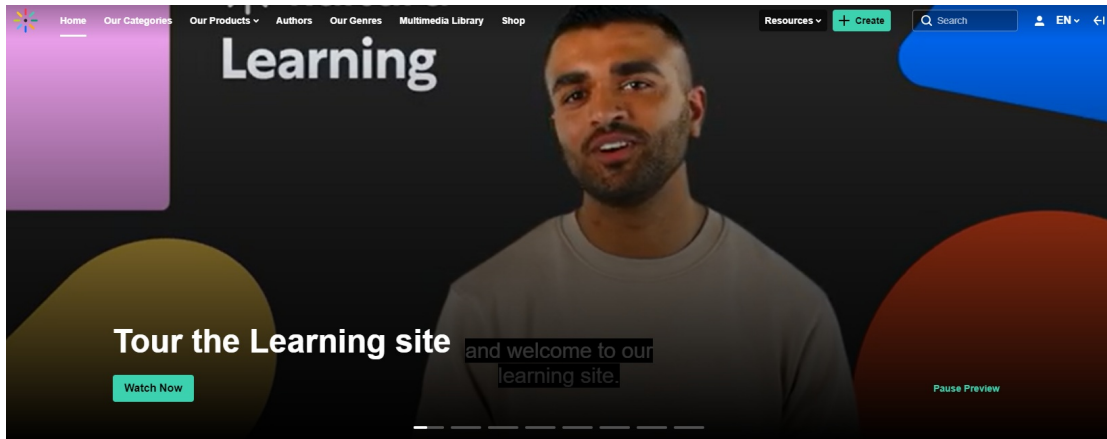 Home Our Categories Our Products Authors Our Genres Multimedia Library Shop Resources + Create Search EN
Learning
Tour the Learning site
and welcome to our
learning site.
Watch Now
Pause Preview